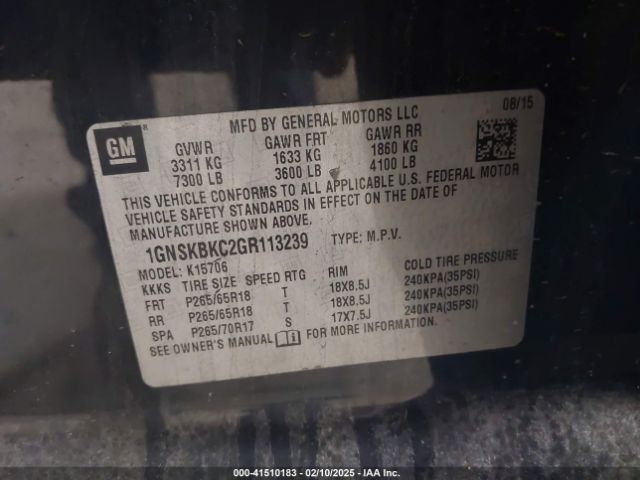 MFD BY GENERAL MOTORS LLC 08/15
GM
GVWR GAWR FRT GAWR RR
3311 KG 1633 KG 1860 KG
7300 LB 3600 LB 4100 LB
THIS VEHICLE CONFORMS TO ALL APPLICABLE U.S. FEDERAL MOTOR
VEHICLE SAFETY STANDARDS IN EFFECT ON THE DATE OF
MANUFACTURE SHOWN ABOVE.
1GNSKBKC2GR113239 TYPE: M.P.V.
MODEL: K15706
KKKS TIRE SIZE SPEED RTG RIM COLD TIRE PRESSURE
FRT P265/65R18 T 18X8.5J 240KPA(35PSI)
RR P265/65R18 T 18X8.5J 240KPA(35PSI)
SPA P265/70R17 S 17X7.5J 240KPA(35PSI)
SEE OWNER'S MANUAL FOR MORE INFORMATION.
000-41510183 - 02/10/2025 - IAA Inc.